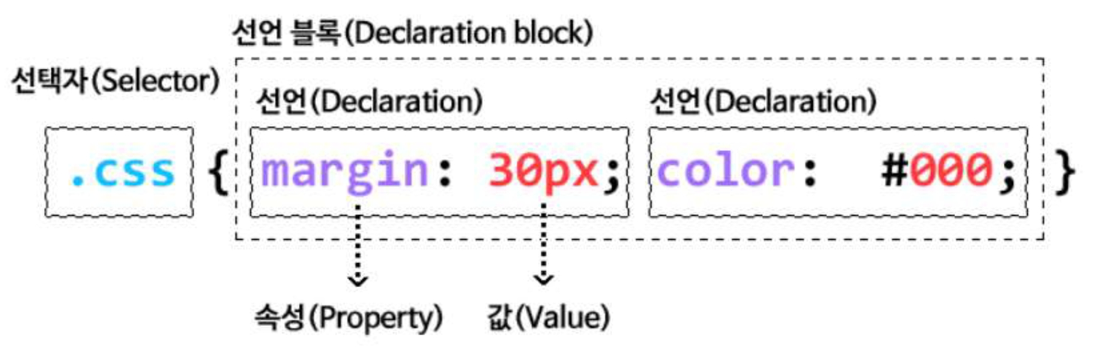 선언 블록(Declaration block)
선택자(Selector)
선언(Declaration) 선언(Declaration)
.css { margin: 30px; color: #000; }
속성(Property) 값(Value)